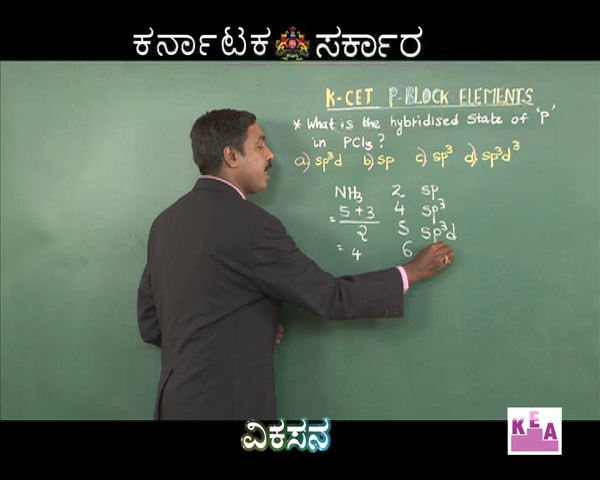 ಕರ್ನಾಟಕ ಸರ್ಕಾರ
K-CET P-BLOCK ELEMENTS
* What is the hybridised State of 'P'
in PCl₃ ?
a) sp³d b) sp c) sp³ d) sp³d³
NH₃ 2 sp
= 5+3 4 sp³
2 5 sp³d
= 4 6
ವಿಕಸನ
KEA